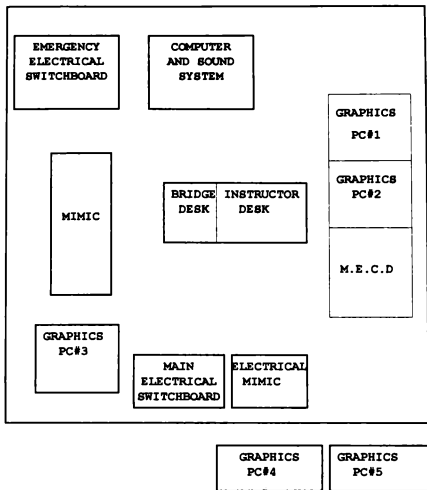 EMERGENCY
ELECTRICAL
SWITCHBOARD
COMPUTER
AND SOUND
SYSTEM
GRAPHICS
PC#1
GRAPHICS
PC#2
M.E.C.D
MIMIC
BRIDGE
DESK
INSTRUCTOR
DESK
GRAPHICS
PC#3
MAIN
ELECTRICAL
SWITCHBOARD
ELECTRICAL
MIMIC
GRAPHICS
PC#4
GRAPHICS
PC#5